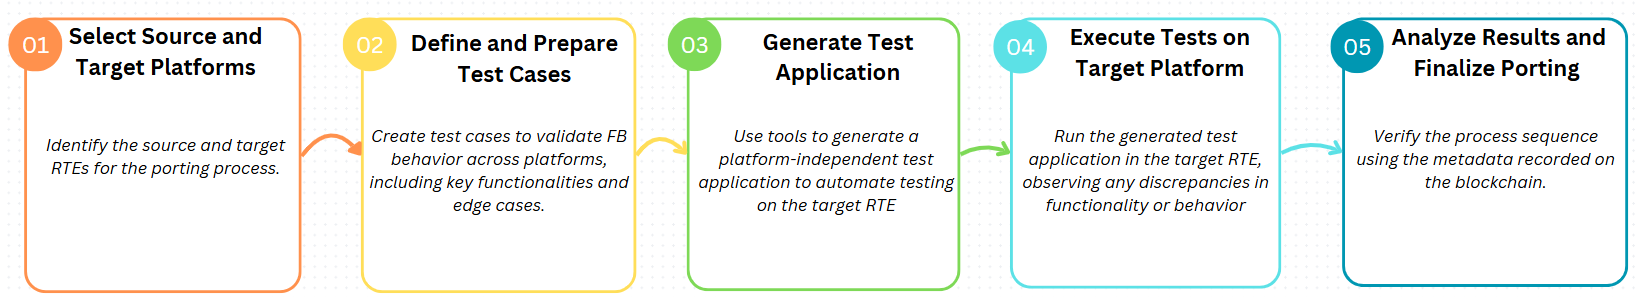 01
Select Source and
Target Platforms
Identify the source and target
RTEs for the porting process.
02
Define and Prepare
Test Cases
Create test cases to validate FB
behavior across platforms,
including key functionalities and
edge cases.
03
Generate Test
Application
Use tools to generate a
platform-independent test
application to automate testing
on the target RTE
04
Execute Tests on
Target Platform
Run the generated test
application in the target RTE,
observing any discrepancies in
functionality or behavior
05
Analyze Results and
Finalize Porting
Verify the process sequence
using the metadata recorded on
the blockchain.